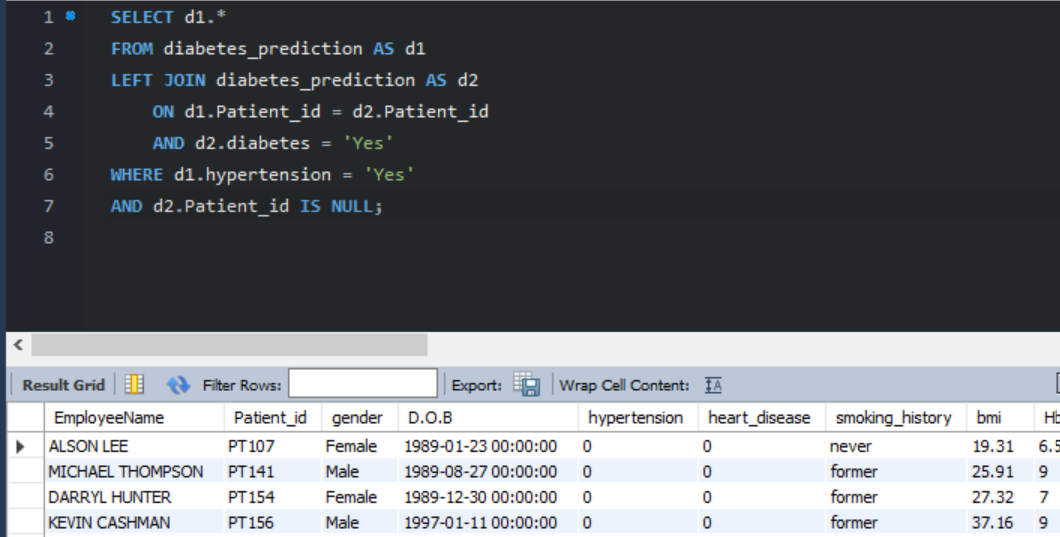 1 SELECT d1.*
2 FROM diabetes_prediction AS d1
3 LEFT JOIN diabetes_prediction AS d2
4 ON d1.Patient_id = d2.Patient_id
5 AND d2.diabetes = 'Yes'
6 WHERE d1.hypertension = 'Yes'
7 AND d2.Patient_id IS NULL;
8
Result Grid Filter Rows: Export: Wrap Cell Content: IA
EmployeeName Patient_id gender D.O.B hypertension heart_disease smoking_history bmi Hb
ALSON LEE PT107 Female 1989-01-23 00:00:00 0 0 never 19.31 6.5
MICHAEL THOMPSON PT141 Male 1989-08-27 00:00:00 0 0 former 25.91 9
DARRYL HUNTER PT154 Female 1989-12-30 00:00:00 0 0 former 27.32 7
KEVIN CASHMAN PT156 Male 1997-01-11 00:00:00 0 0 former 37.16 9